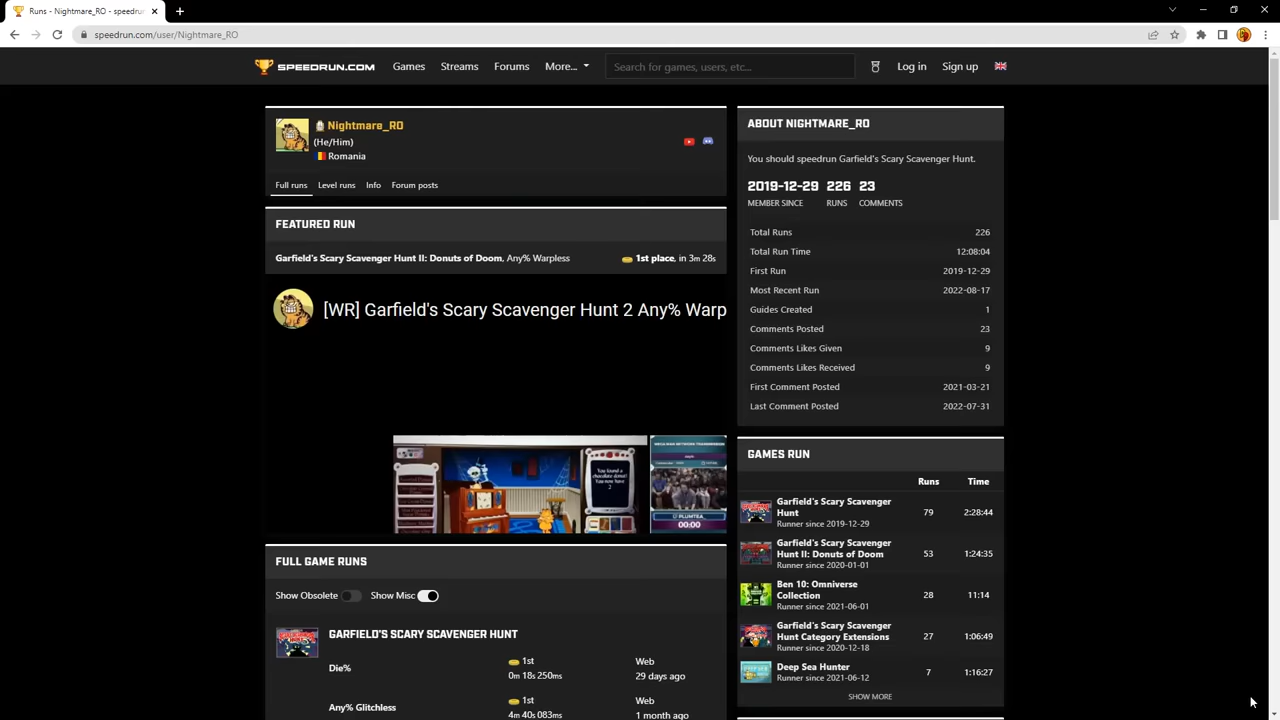 Runs - Nightmare_RO - speedrun
speedrun.com/user/Nightmare_RO
SPEEDRUN.COM
Games
Streams
Forums
More...
Search for games, users, etc...
Log in
Sign up
Nightmare_RO
(He/Him)
Romania
Full runs
Level runs
Info
Forum posts
FEATURED RUN
Garfield's Scary Scavenger Hunt II: Donuts of Doom, Any% Warpless
1st place, in 3m 28s
[WR] Garfield's Scary Scavenger Hunt 2 Any% Warp
You found a
chocolate donut!
You now have
2
00:00
FULL GAME RUNS
Show Obsolete
Show Misc
GARFIELD'S SCARY SCAVENGER HUNT
Die%
1st
0m 18s 250ms
Web
29 days ago
Any% Glitchless
1st
4m 40s 083ms
Web
1 month ago
ABOUT NIGHTMARE_RO
You should speedrun Garfield's Scary Scavenger Hunt.
2019-12-29 226 23
MEMBER SINCE RUNS COMMENTS
Total Runs 226
Total Run Time 12:08:04
First Run 2019-12-29
Most Recent Run 2022-08-17
Guides Created 1
Comments Posted 23
Comments Likes Given 9
Comments Likes Received 9
First Comment Posted 2021-03-21
Last Comment Posted 2022-07-31
GAMES RUN
Runs Time
Garfield's Scary Scavenger
Hunt
Runner since 2019-12-29
79 2:28:44
Garfield's Scary Scavenger
Hunt II: Donuts of Doom
Runner since 2020-01-01
53 1:24:35
Ben 10: Omniverse
Collection
Runner since 2021-06-01
28 11:14
Garfield's Scary Scavenger
Hunt Category Extensions
Runner since 2020-12-18
27 1:06:49
Deep Sea Hunter
Runner since 2021-06-12
7 1:16:27
SHOW MORE